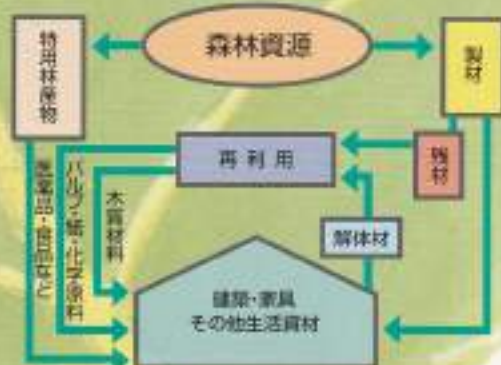 森林資源
特用林産物
製材
再利用
残材
解体材
木質材料
パルプ・紙・化学原料
医薬品・食品など
建築・家具
その他生活資材